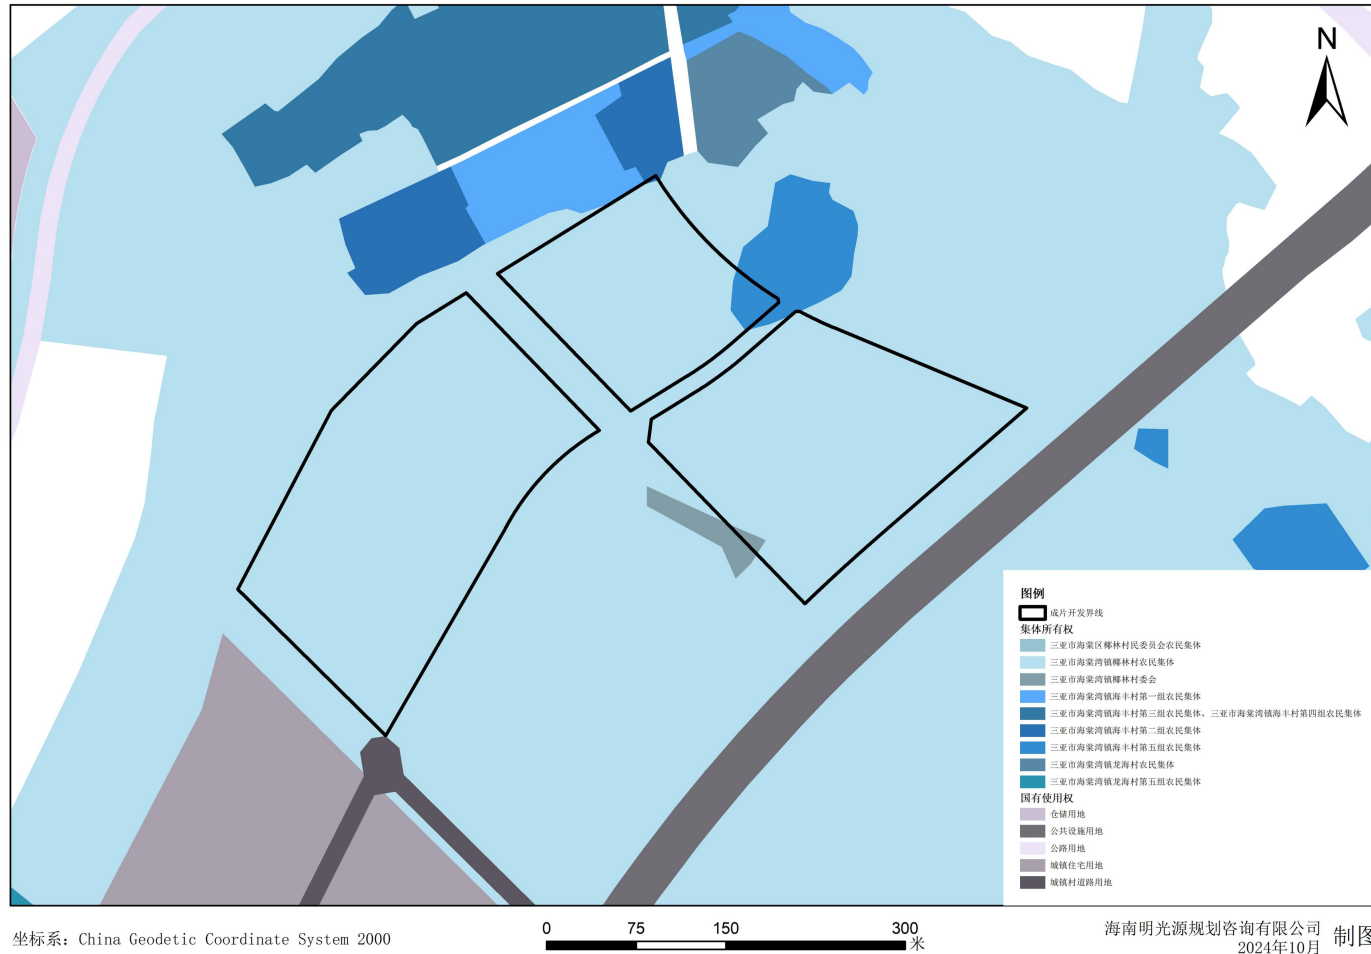 N
图例
成片开发界线
集体所有权
三亚市海棠区椰林村民委员会农民集体
三亚市海棠湾镇椰林村农民集体
三亚市海棠湾镇椰林村委会
三亚市海棠湾镇海丰村第一组农民集体
三亚市海棠湾镇海丰村第三组农民集体，三亚市海棠湾镇海丰村第四组农民集体
三亚市海棠湾镇海丰村第二组农民集体
三亚市海棠湾镇海丰村第五组农民集体
三亚市海棠湾镇龙海村农民集体
三亚市海棠湾镇龙海村第五组农民集体
国有使用权
仓储用地
公共设施用地
公路用地
城镇住宅用地
城镇村道路用地
坐标系：China Geodetic Coordinate System 2000
0 75 150 300
米
海南明光源规划咨询有限公司
2024年10月
制图